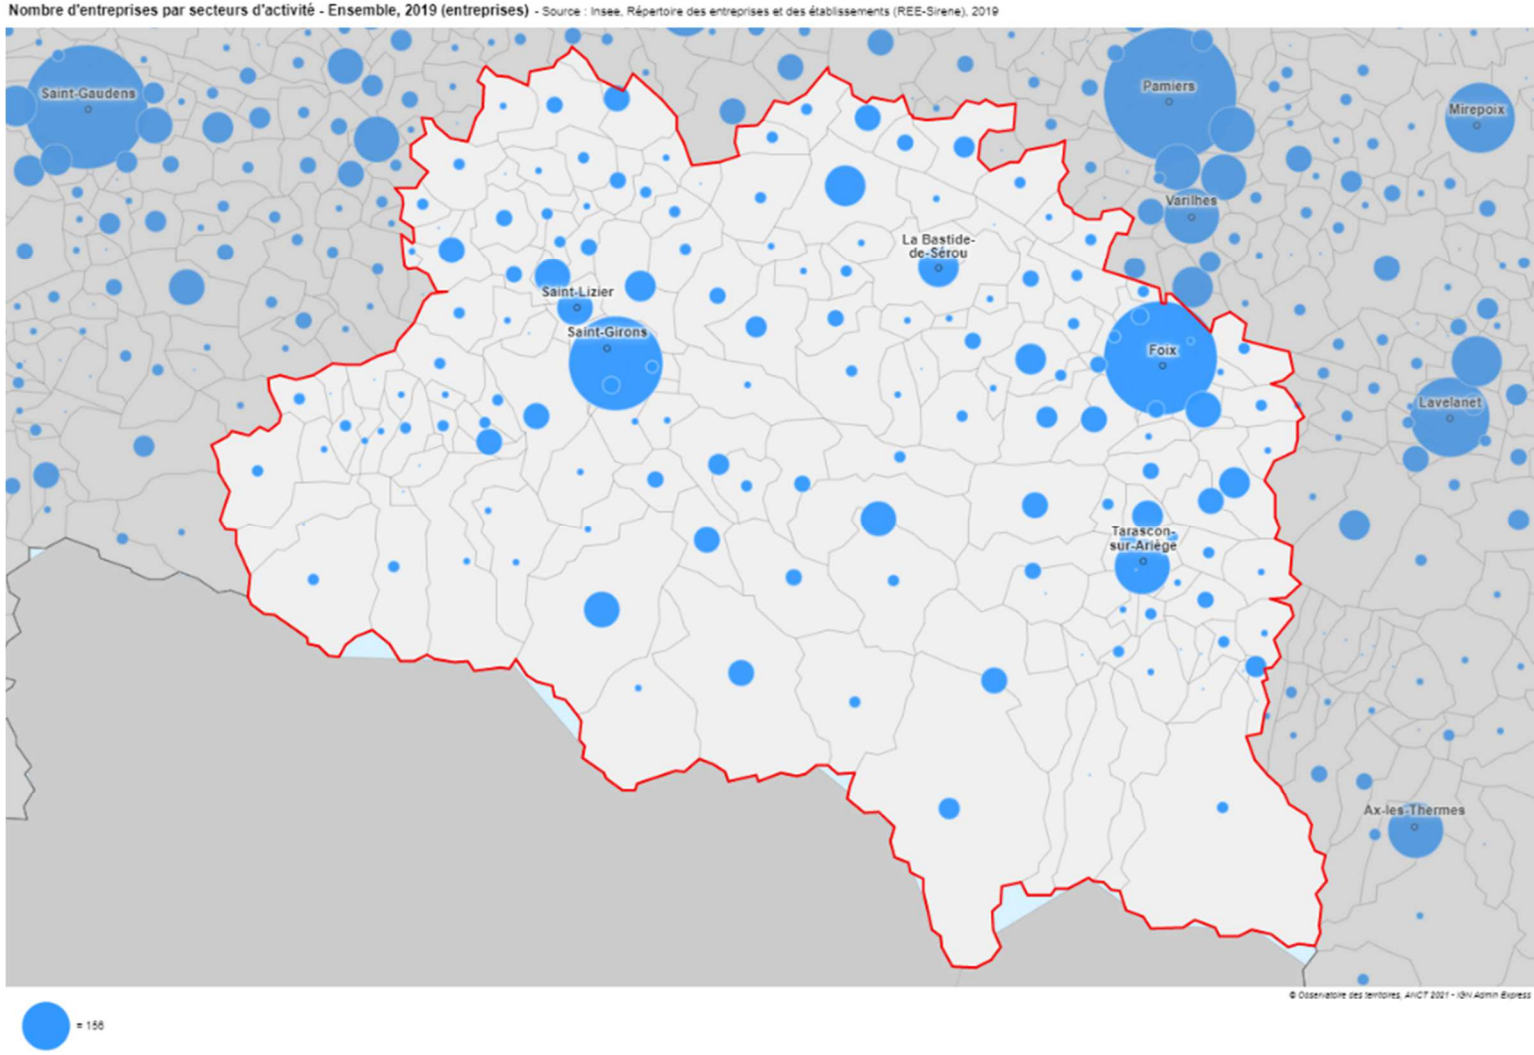 Nombre d'entreprises par secteurs d'activité - Ensemble, 2019 (entreprises) - Source : Insee, Répertoire des entreprises et des établissements (REE-Sirene), 2019
Saint-Gaudens
Pamiers
Mirepoix
Varilhes
La Bastide-
de-Sérou
Saint-Lizier
Saint-Girons
Foix
Lavelanet
Tarascon-
sur-Ariège
Ax-les-Thermes
© Observatoire des territoires, ANCT 2021 - IGN Admin Express
= 156